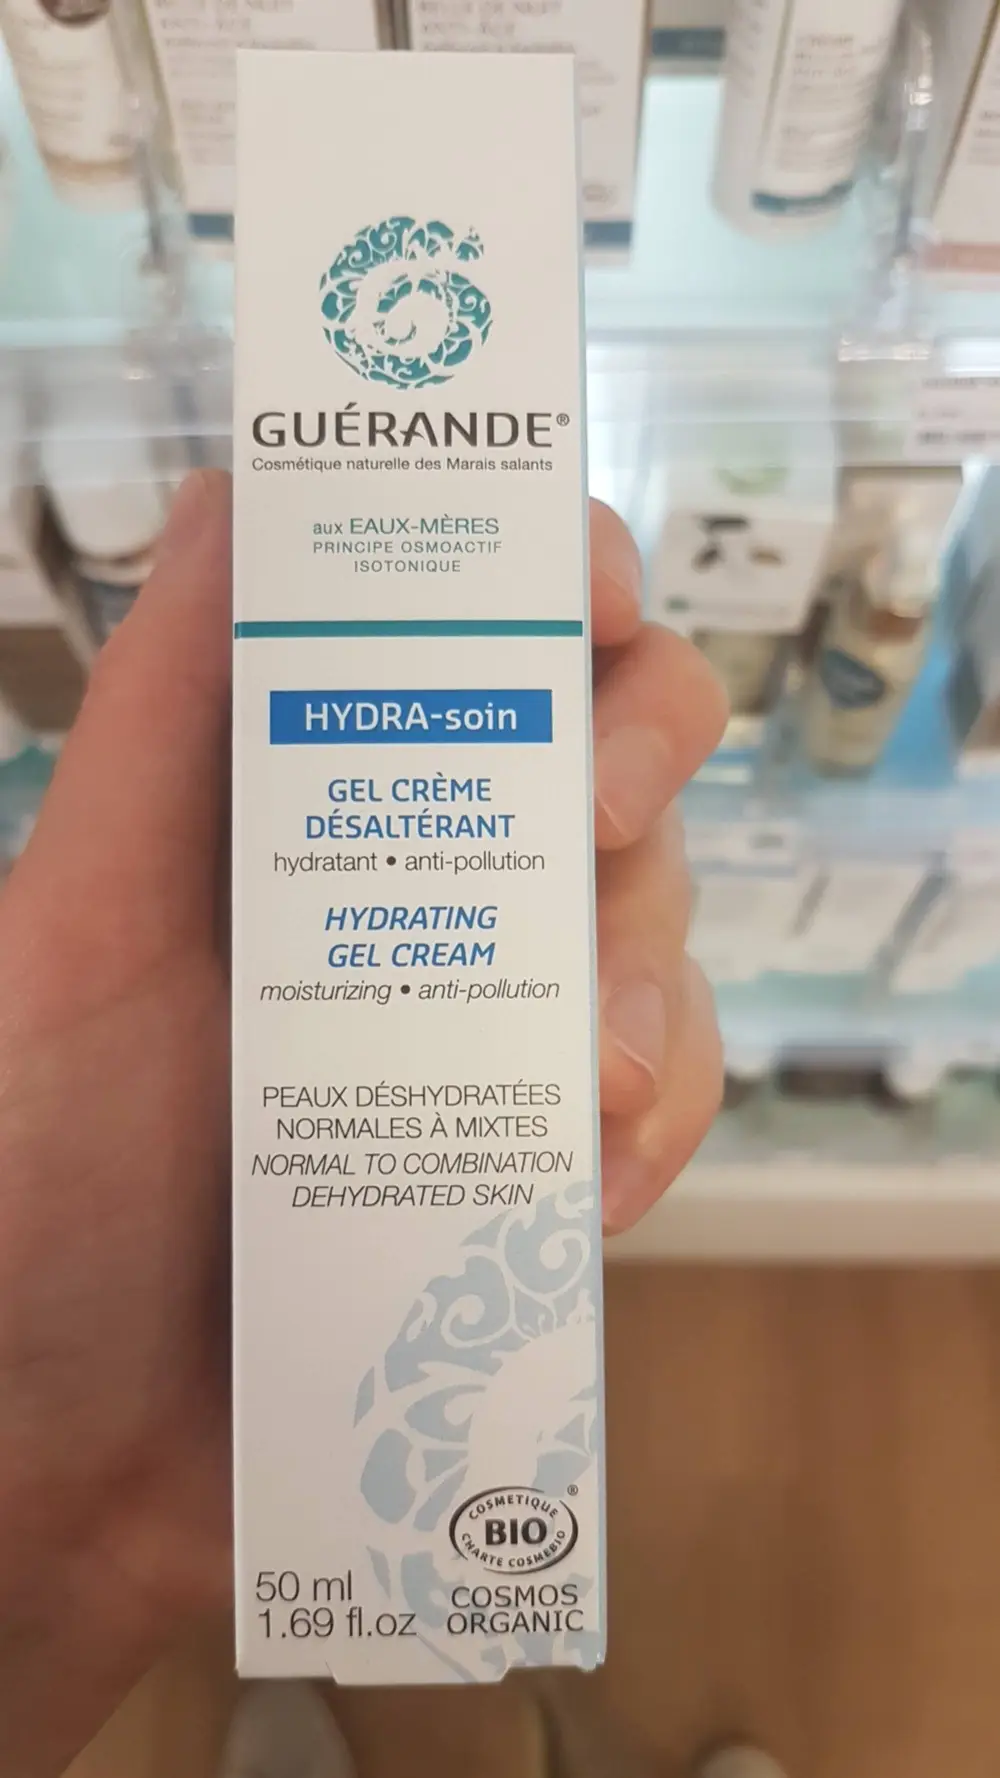 GUÉRANDE®
Cosmétique naturelle des Marais salants
aux EAUX-MÈRES
PRINCIPE OSMOACTIF
ISOTONIQUE
HYDRA-soin
GEL CRÈME
DÉSALTÉRANT
hydratant • anti-pollution
HYDRATING
GEL CREAM
moisturizing • anti-pollution
PEAUX DÉSHYDRATÉES
NORMALES À MIXTES
NORMAL TO COMBINATION
DEHYDRATED SKIN
®
COSMETIQUE
BIO
CHARTE COSMEBIO
50 ml
1.69 fl.oz
COSMOS
ORGANIC